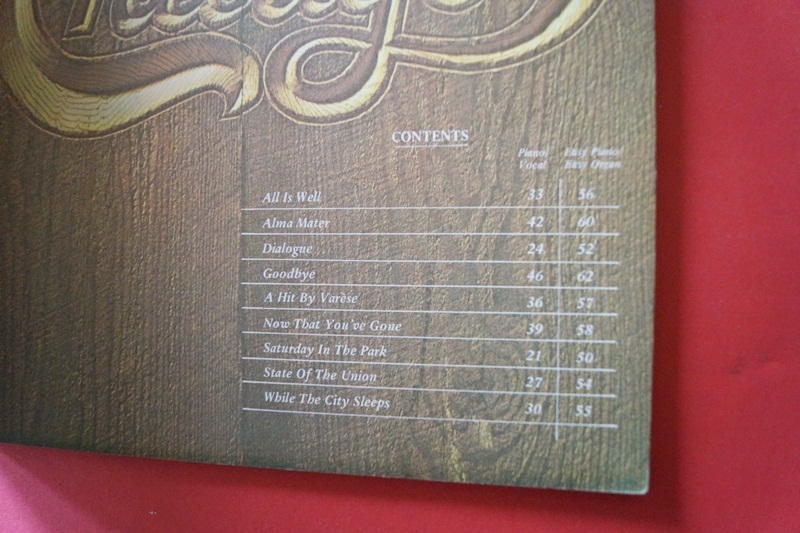 Chicago
CONTENTS
Piano/ Vocal Easy Piano/ Easy Organ
All Is Well 33 56
Alma Mater 42 60
Dialogue 24 52
Goodbye 46 62
A Hit By Varèse 36 57
Now That You've Gone 39 58
Saturday In The Park 21 50
State Of The Union 27 54
While The City Sleeps 30 55